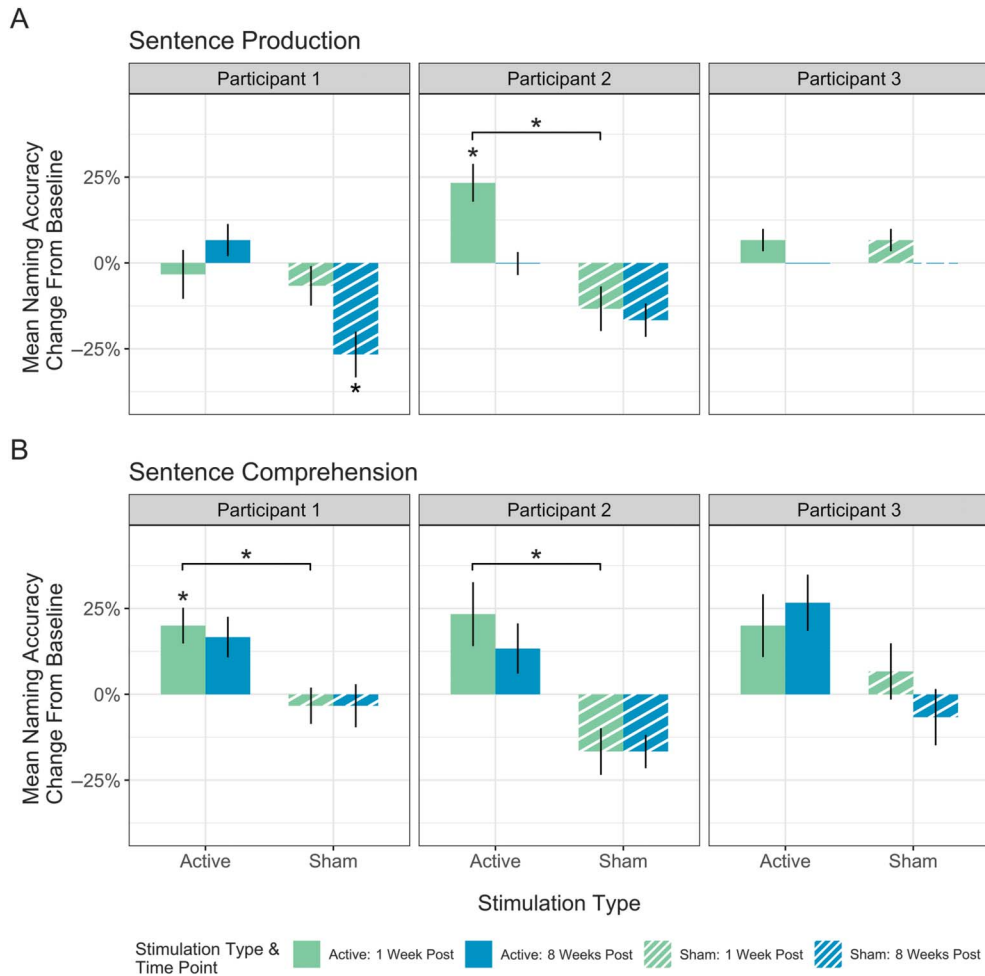 A
Sentence Production
Participant 1
Participant 2
Participant 3
Mean Naming Accuracy
Change From Baseline
25%
0%
−25%
*
*
*
*
B
Sentence Comprehension
Participant 1
Participant 2
Participant 3
Mean Naming Accuracy
Change From Baseline
25%
0%
−25%
*
*
*
Active
Sham
Active
Sham
Active
Sham
Stimulation Type
Stimulation Type &
Time Point
Active: 1 Week Post
Active: 8 Weeks Post
Sham: 1 Week Post
Sham: 8 Weeks Post